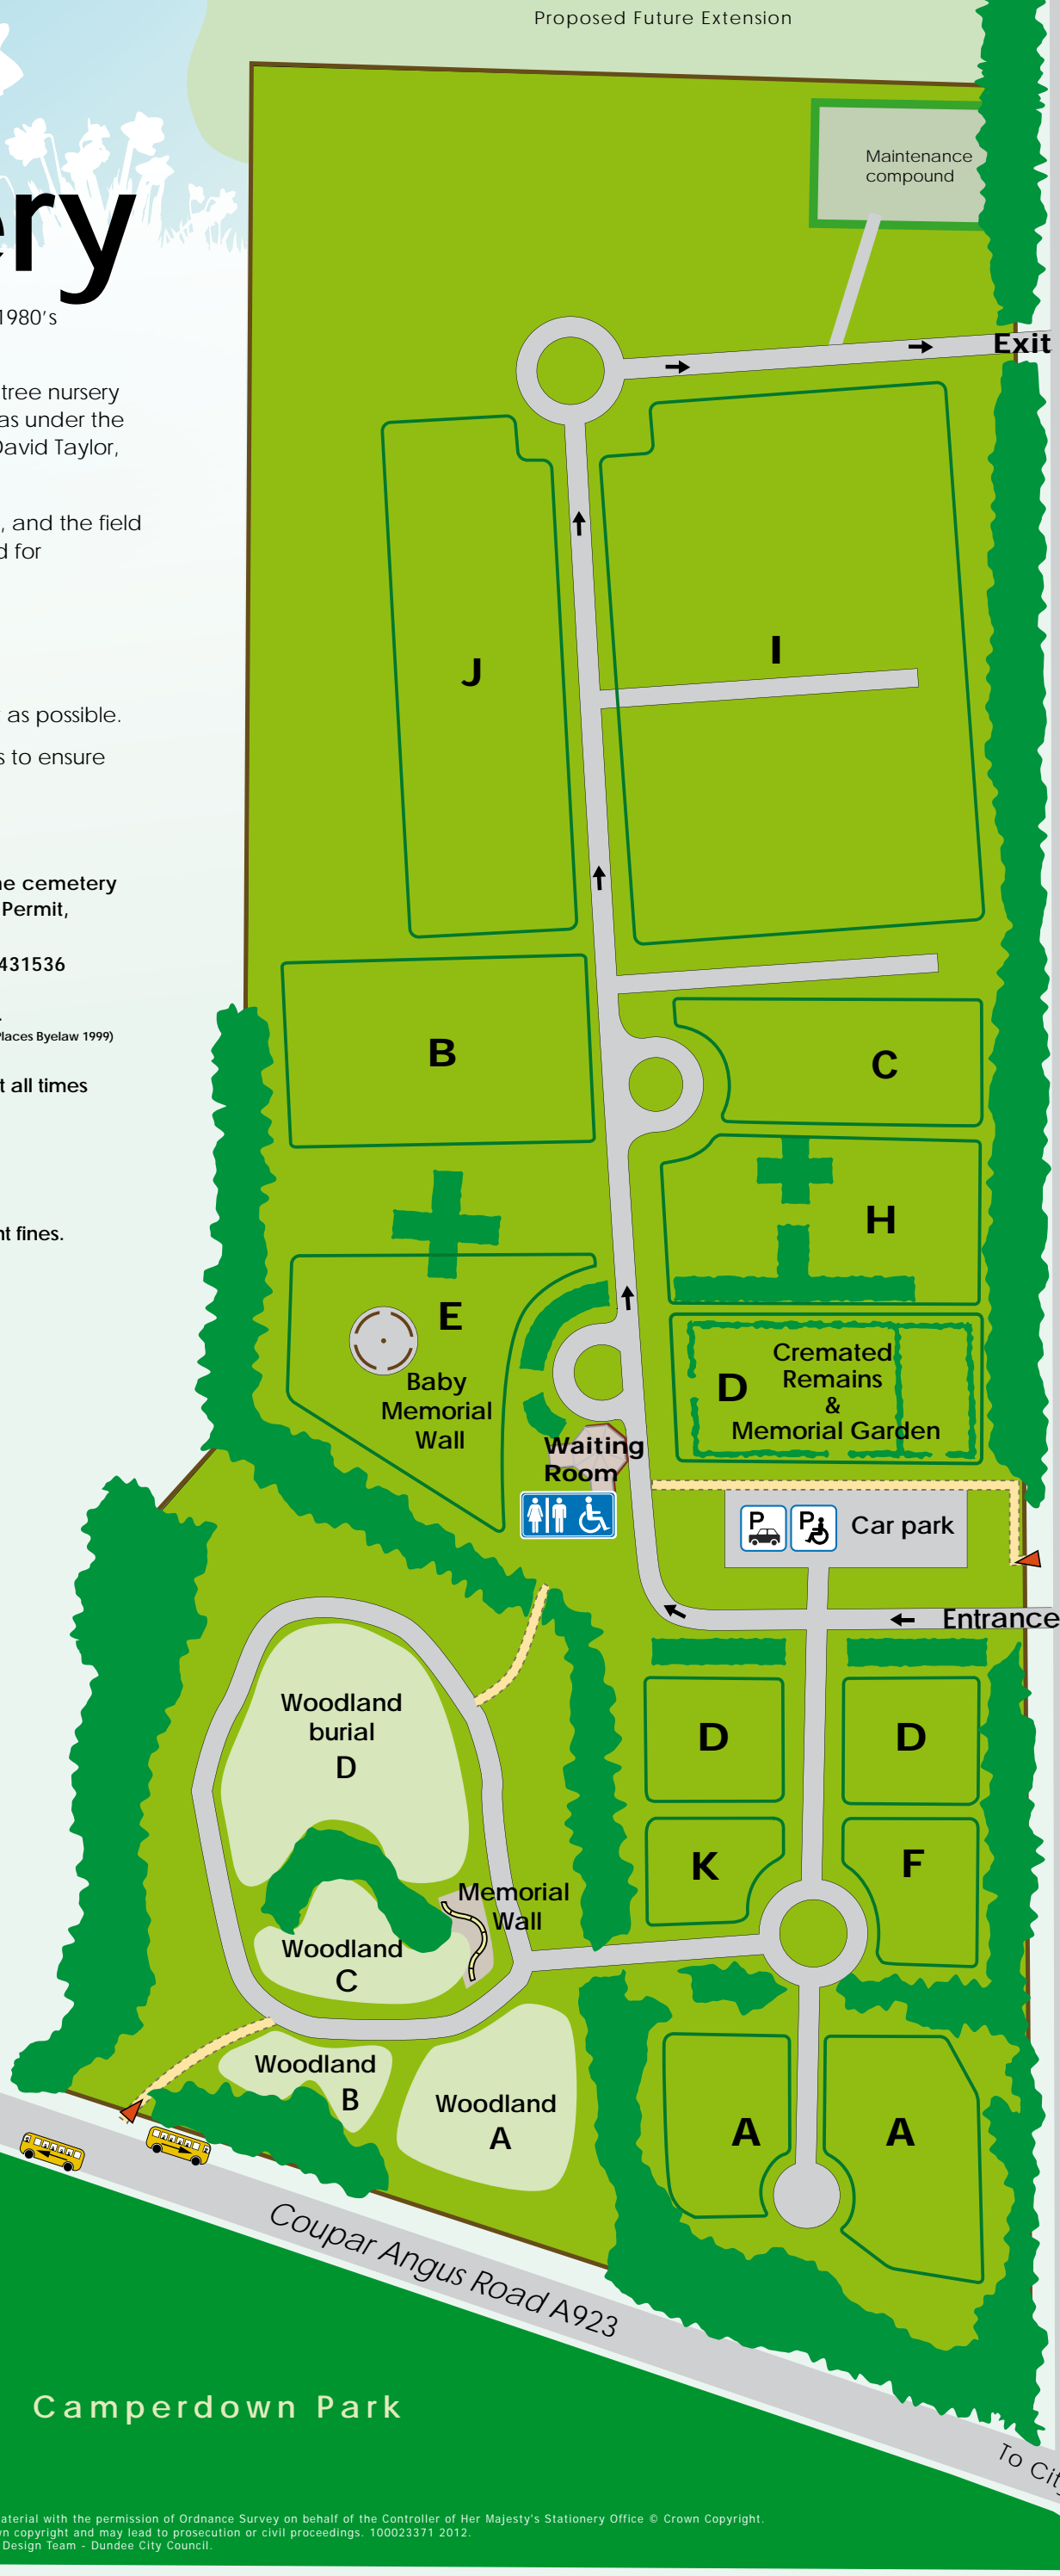 Proposed Future Extension
Maintenance
compound
ery
1980's
tree nursery
as under the
David Taylor,
, and the field
d for
as possible.
s to ensure
e cemetery
Permit,
431536
Places Byelaw 1999)
t all times
nt fines.
Exit
J
I
B
C
H
E
Baby
Memorial
Wall
D
Cremated
Remains
&
Memorial Garden
Waiting
Room
P
P
Car park
Entrance
Woodland
burial
D
D
D
K
F
Memorial
Wall
Woodland
C
Woodland
B
Woodland
A
A
A
Coupar Angus Road A923
To City
Camperdown Park
aterial with the permission of Ordnance Survey on behalf of the Controller of Her Majesty's Stationery Office © Crown Copyright.
wn copyright and may lead to prosecution or civil proceedings. 100023371 2012.
Design Team - Dundee City Council.